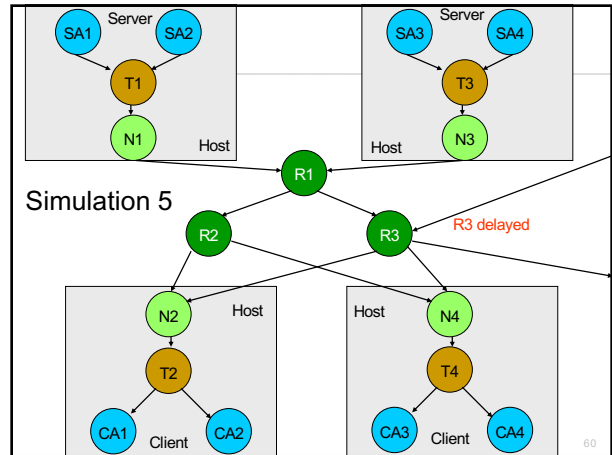 Server
Server
SA1
SA2
SA3
SA4
T1
T3
N1
Host
Host
N3
R1
Simulation 5
R2
R3
R3 delayed
N2
Host
Host
N4
T2
T4
CA1
Client
CA2
CA3
Client
CA4
60